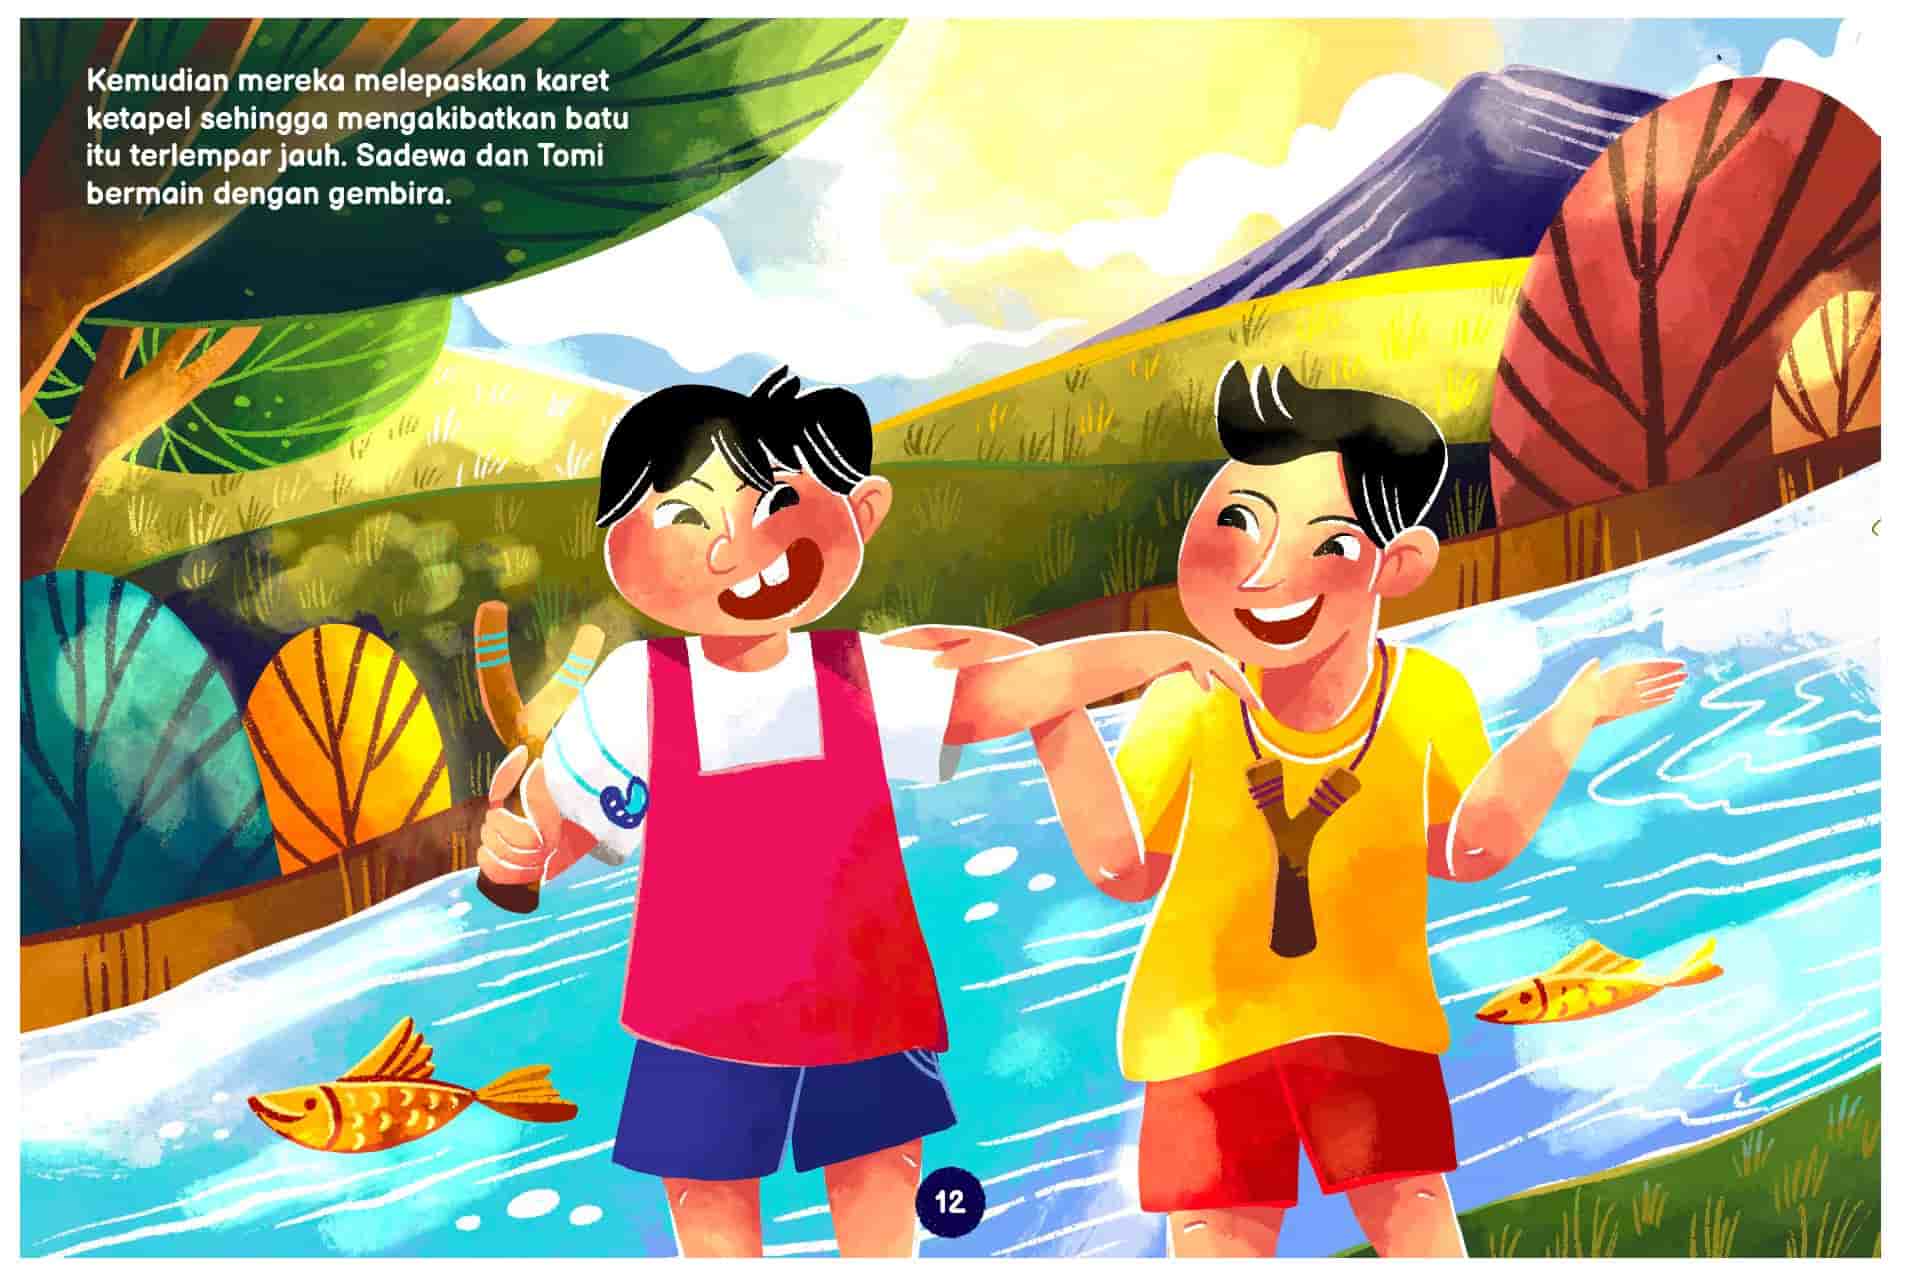 Kemudian mereka melepaskan karet
ketapel sehingga mengakibatkan batu
itu terlempar jauh. Sadewa dan Tomi
bermain dengan gembira.
12